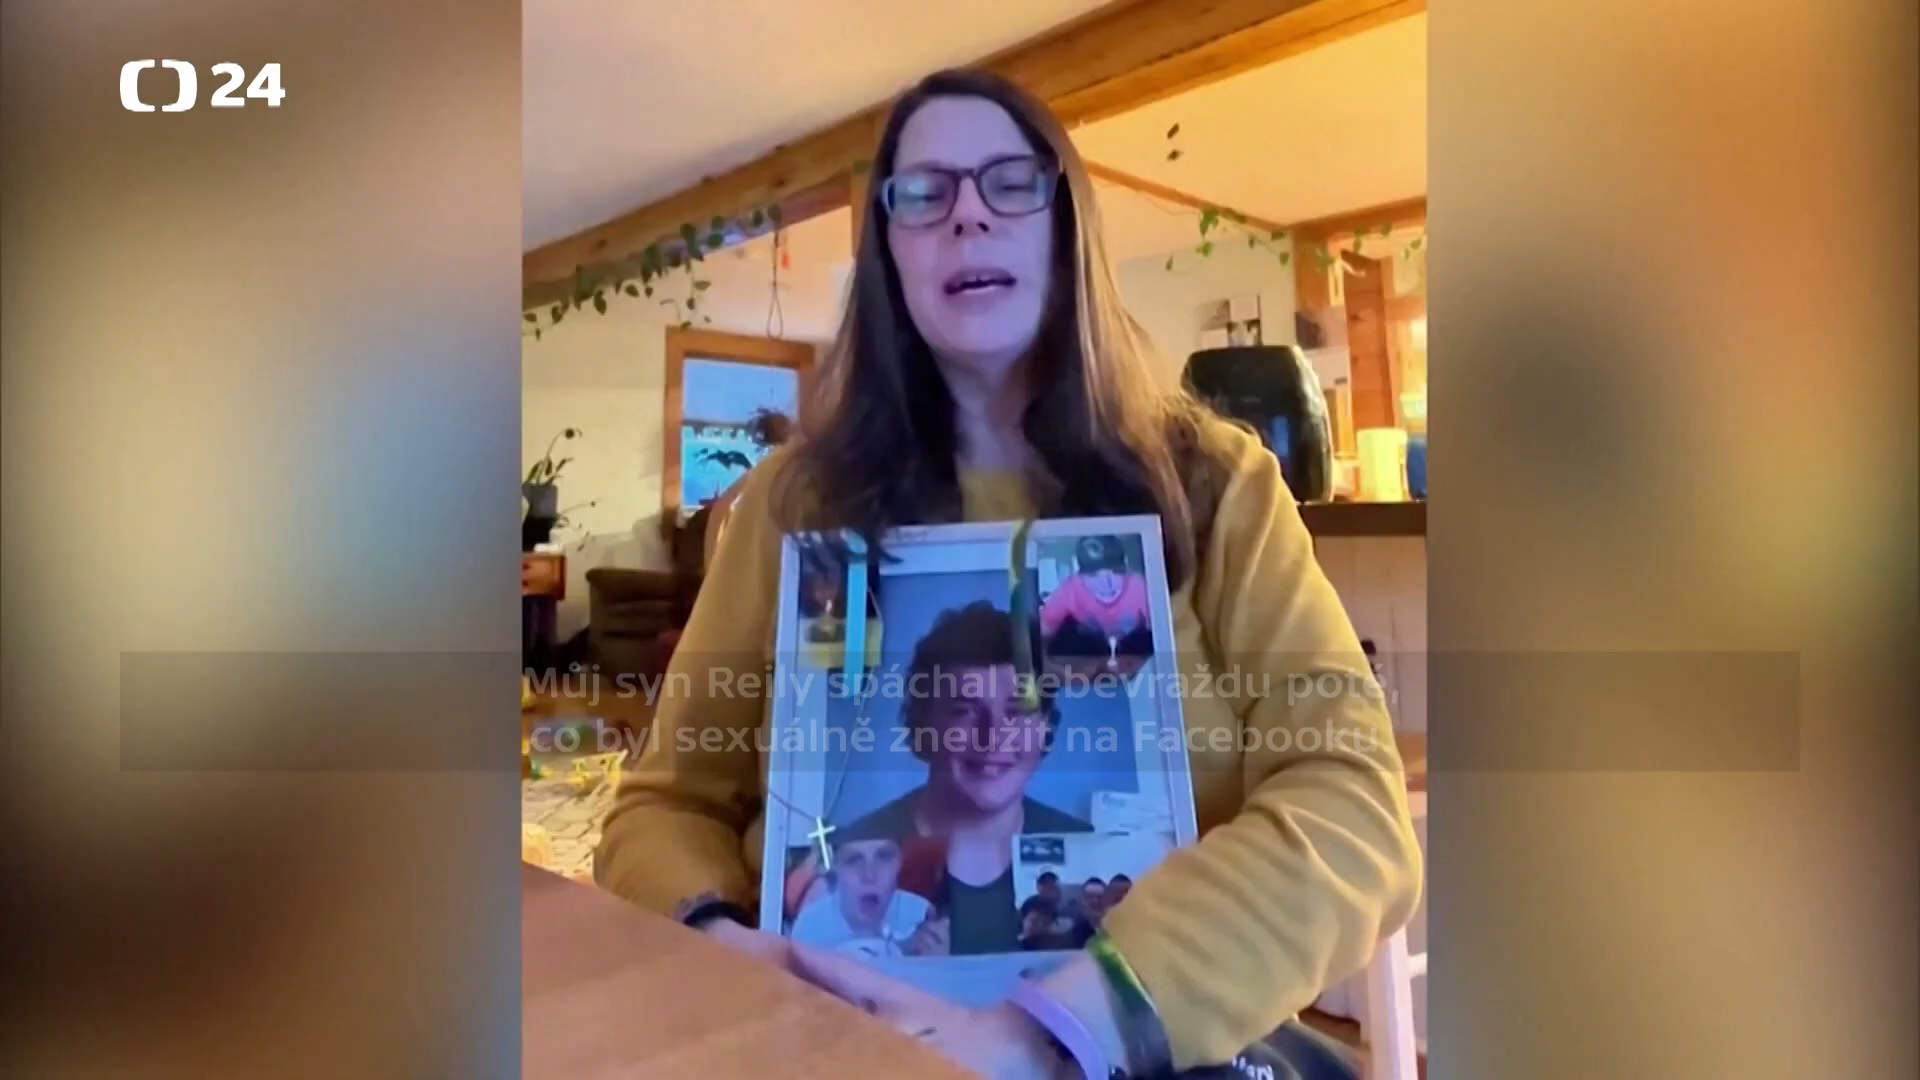 24
Můj syn Reily spáchal sebevraždu poté,
co byl sexuálně zneužit na Facebooku